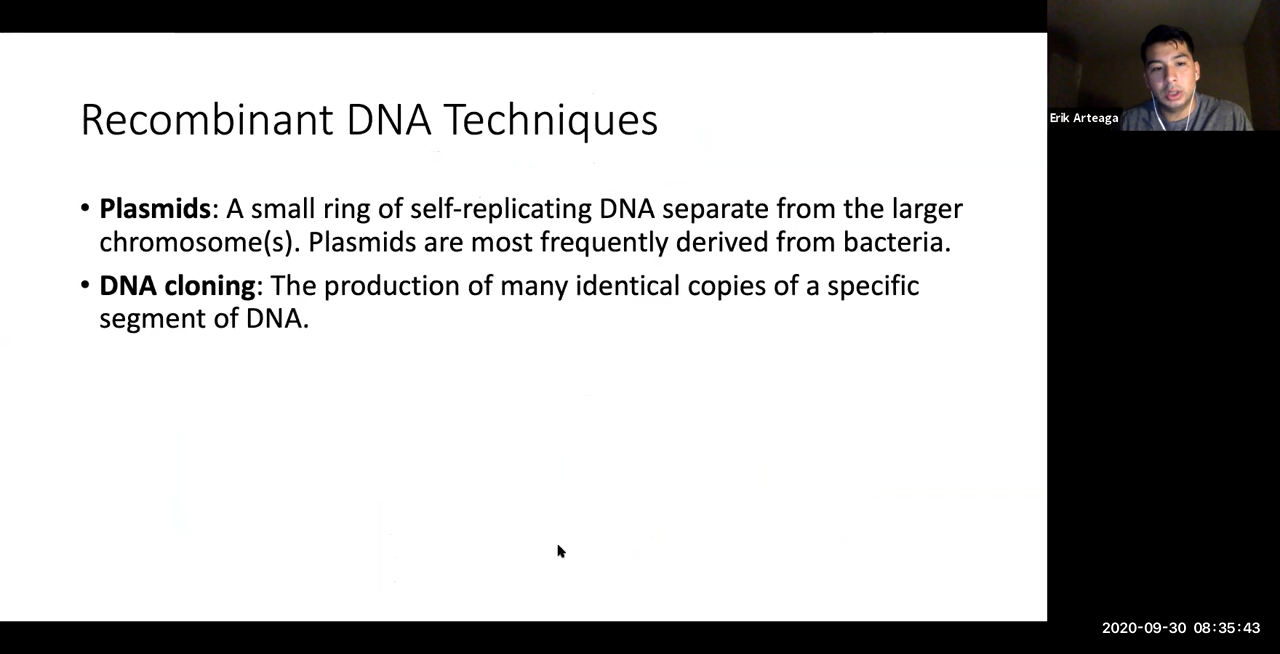 Recombinant DNA Techniques
• Plasmids: A small ring of self-replicating DNA separate from the larger
chromosome(s). Plasmids are most frequently derived from bacteria.
• DNA cloning: The production of many identical copies of a specific
segment of DNA.
Erik Arteaga
2020-09-30 08:35:43